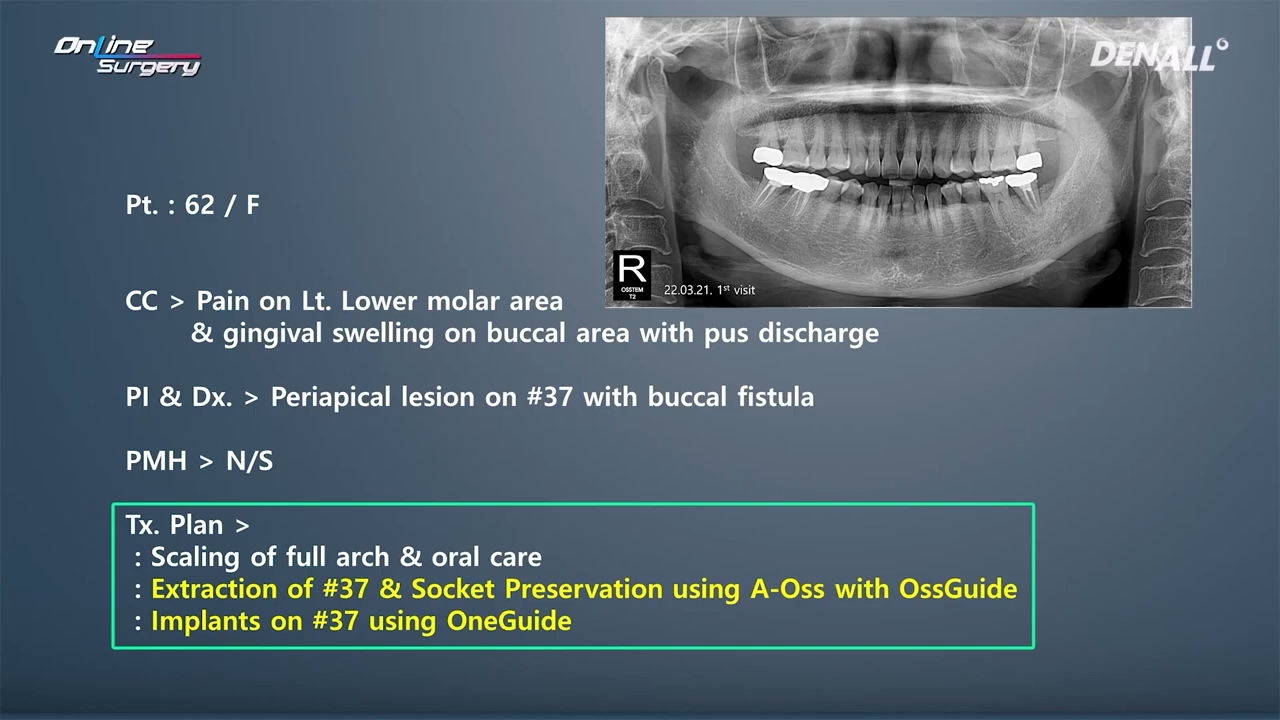 OnLine
Surgery
DENALL
R
OSSTEM
T2
22.03.21. 1st visit
Pt. : 62 / F
CC > Pain on Lt. Lower molar area
& gingival swelling on buccal area with pus discharge
PI & Dx. > Periapical lesion on #37 with buccal fistula
PMH > N/S
Tx. Plan >
: Scaling of full arch & oral care
: Extraction of #37 & Socket Preservation using A-Oss with OssGuide
: Implants on #37 using OneGuide